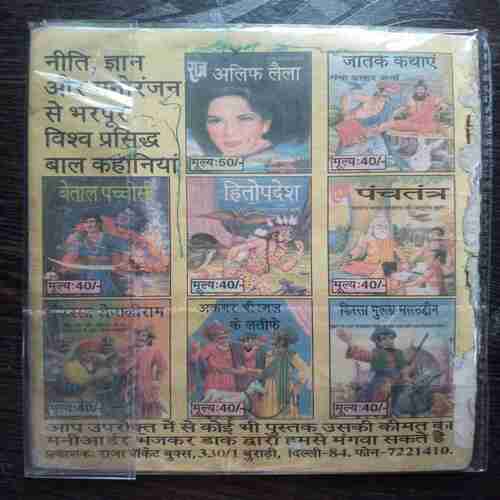 नीति, ज्ञान
और मनोरंजन
से भरपूर
विश्व प्रसिद्ध
बाल कहानियां
राजा अलिफ लैला
मूल्य:50/-
जातक कथाएं
मूल्य:40/-
बेताल पच्चीसी
मूल्य:40/-
हितोपदेश
मूल्य:40/-
पंचतंत्र
मूल्य:40/-
तेनालीराम
मूल्य:40/-
अकबर बीरबल
के लतीफे
मूल्य:40/-
किस्सा मुल्ला नसरुद्दीन
मूल्य:40/-
आप उपरोक्त में से कोई भी पुस्तक उसकी कीमत का
मनीआर्डर भेजकर डाक द्वारा हमसे मंगवा सकते है
प्रकाशक: राजा पॉकेट बुक्स, 330/1 बुराड़ी, दिल्ली-84. फोन-7221410.